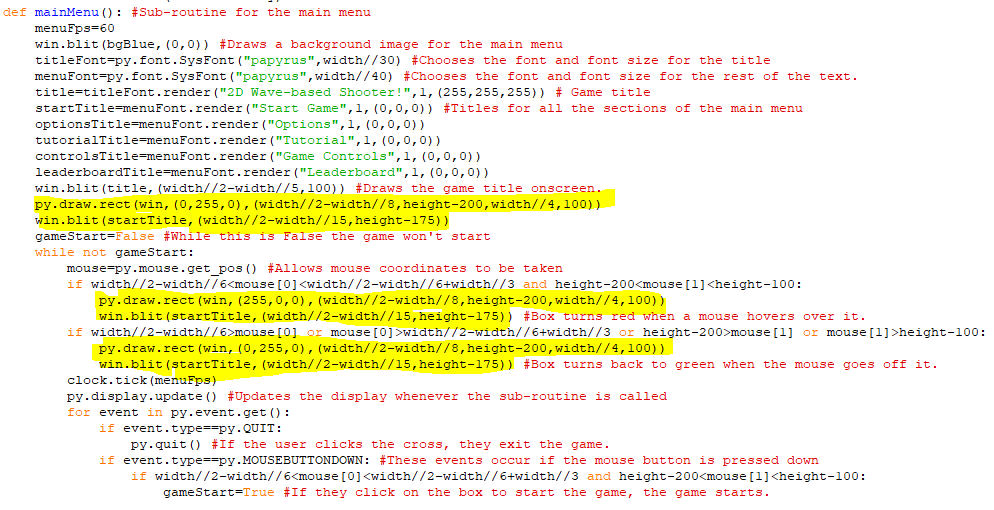 def mainMenu(): #Sub-routine for the main menu
    menuFps=60
    win.blit(bgBlue,(0,0)) #Draws a background image for the main menu
    titleFont=py.font.SysFont("papyrus",width//30) #Chooses the font and font size for the title
    menuFont=py.font.SysFont("papyrus",width//40) #Chooses the font and font size for the rest of the text.
    title=titleFont.render("2D Wave-based Shooter!",1,(255,255,255)) # Game title
    startTitle=menuFont.render("Start Game",1,(0,0,0)) #Titles for all the sections of the main menu
    optionsTitle=menuFont.render("Options",1,(0,0,0))
    tutorialTitle=menuFont.render("Tutorial",1,(0,0,0))
    controlsTitle=menuFont.render("Game Controls",1,(0,0,0))
    leaderboardTitle=menuFont.render("Leaderboard",1,(0,0,0))
    win.blit(title,(width//2-width//5,100)) #Draws the game title onscreen.
    py.draw.rect(win,(0,255,0),(width//2-width//8,height-200,width//4,100))
    win.blit(startTitle,(width//2-width//15,height-175))
    gameStart=False #While this is False the game won't start
    while not gameStart:
        mouse=py.mouse.get_pos() #Allows mouse coordinates to be taken
        if width//2-width//6<mouse[0]<width//2-width//6+width//3 and height-200<mouse[1]<height-100:
            py.draw.rect(win,(255,0,0),(width//2-width//8,height-200,width//4,100))
            win.blit(startTitle,(width//2-width//15,height-175)) #Box turns red when a mouse hovers over it.
        if width//2-width//6>mouse[0] or mouse[0]>width//2-width//6+width//3 or height-200>mouse[1] or mouse[1]>height-100:
            py.draw.rect(win,(0,255,0),(width//2-width//8,height-200,width//4,100))
            win.blit(startTitle,(width//2-width//15,height-175)) #Box turns back to green when the mouse goes off it.
        clock.tick(menuFps)
        py.display.update() #Updates the display whenever the sub-routine is called
        for event in py.event.get():
            if event.type==py.QUIT:
                py.quit() #If the user clicks the cross, they exit the game.
            if event.type==py.MOUSEBUTTONDOWN: #These events occur if the mouse button is pressed down
                if width//2-width//6<mouse[0]<width//2-width//6+width//3 and height-200<mouse[1]<height-100:
                    gameStart=True #If they click on the box to start the game, the game starts.